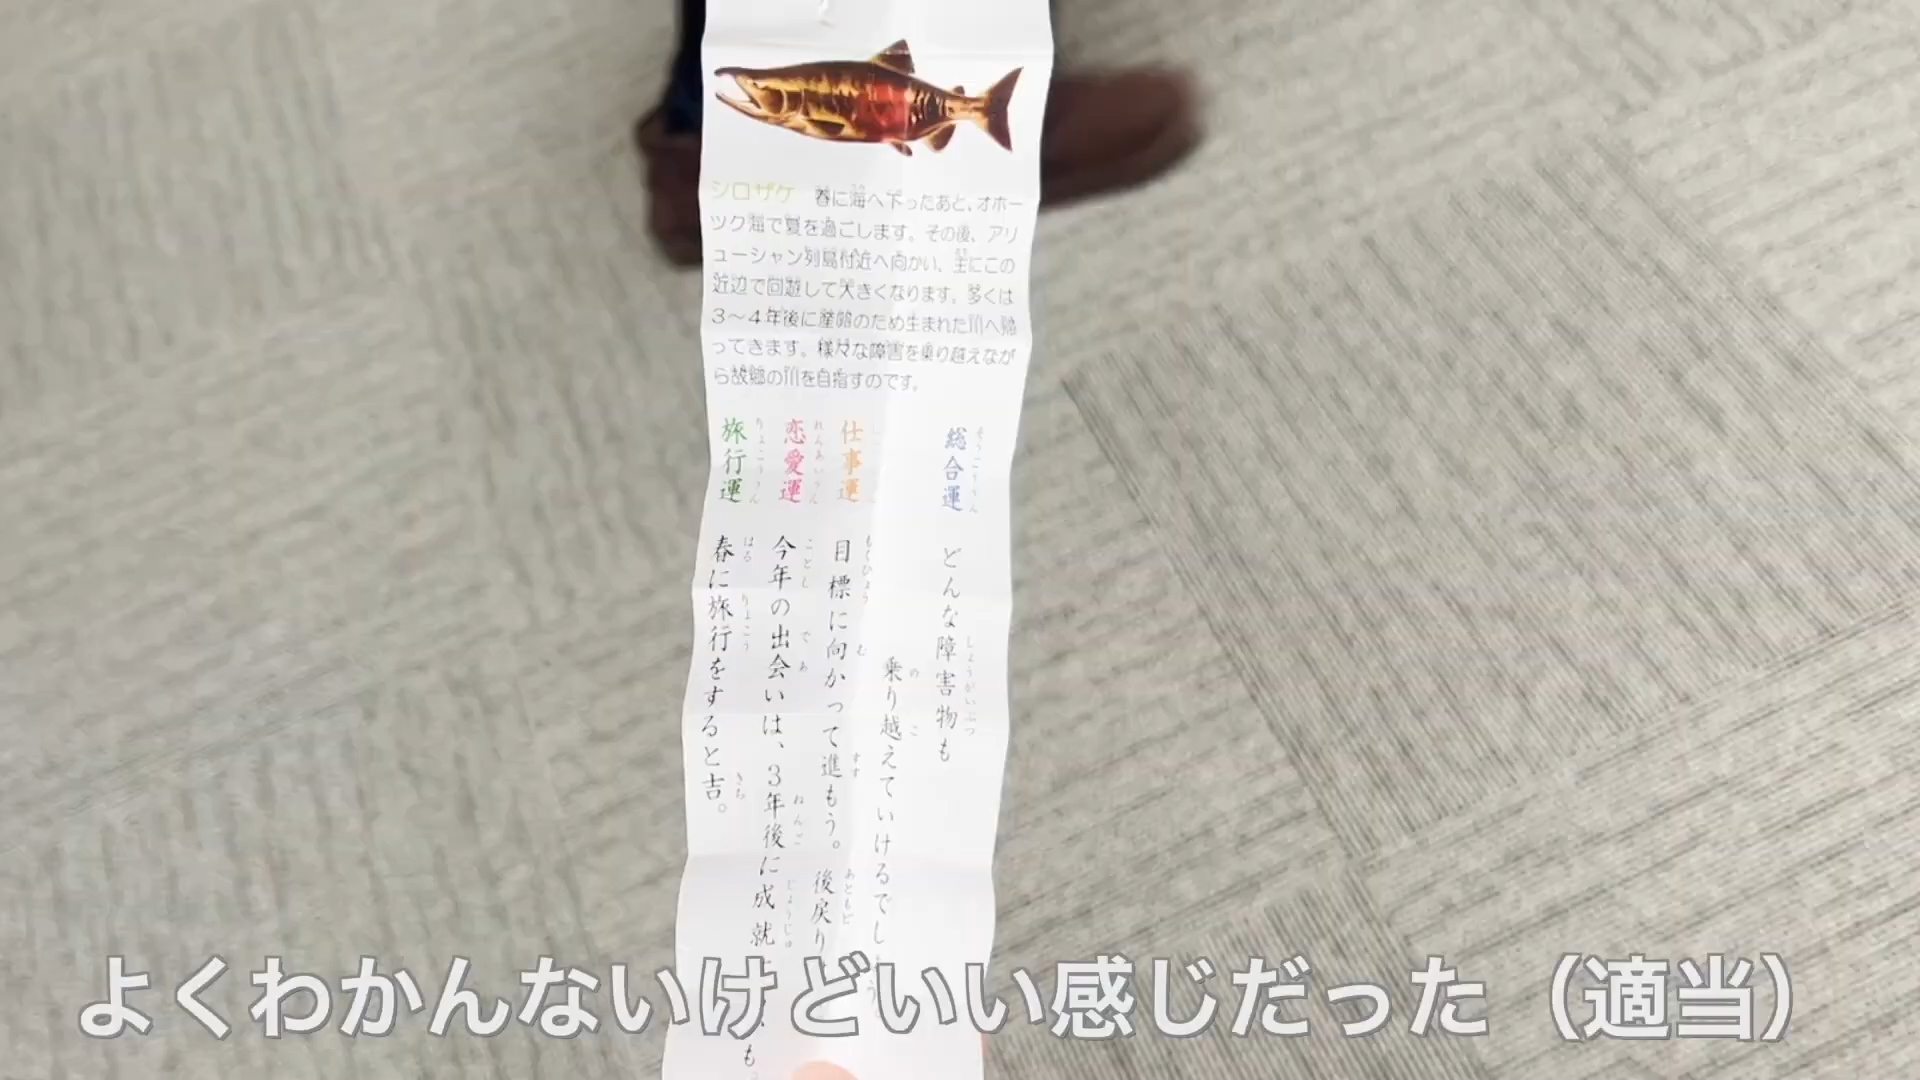 シロザケ 春に海へ下ったあと、オホー
ツク海で夏を過ごします。その後、アリ
ューシャン列島付近へ向かい、主にこの
近辺で回遊して大きくなります。多くは
3～4年後に産卵のため生まれた川へ帰
ってきます。様々な障害を乗り越えなが
ら故郷の川を目指すのです。
総合運 どんな障害物も
乗り越えていけるでしょう
仕事運 目標に向かって進もう。後戻り
恋愛運 今年の出会いは、3年後に成就
旅行運 春に旅行をすると吉。
よくわかんないけどいい感じだった（適当）